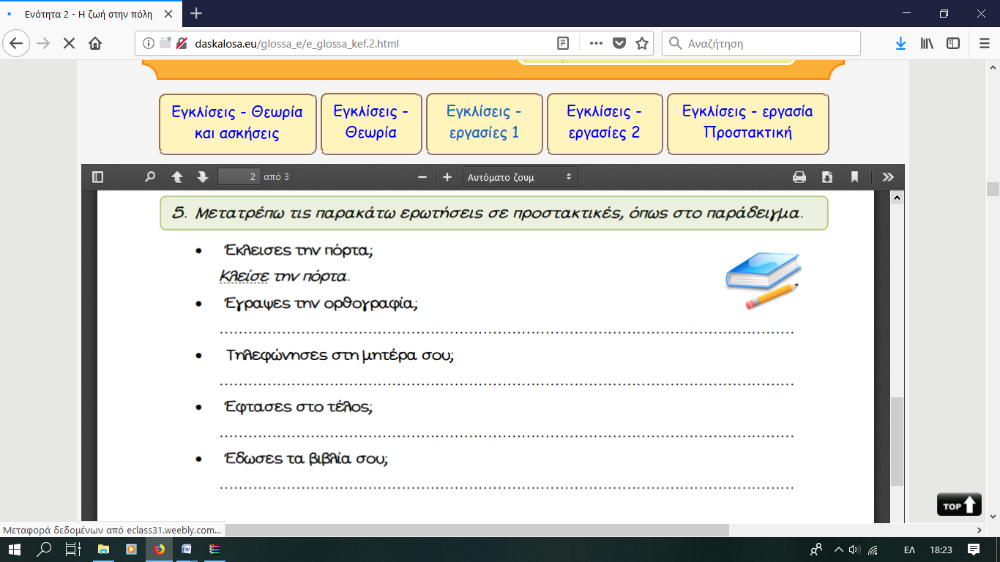 Ενότητα 2 - Η ζωή στην πόλη
daskalosa.eu/glossa_e/e_glossa_kef.2.html
Αναζήτηση
Εγκλίσεις - Θεωρία και ασκήσεις
Εγκλίσεις - Θεωρία
Εγκλίσεις - εργασίες 1
Εγκλίσεις - εργασίες 2
Εγκλίσεις - εργασία Προστακτική
2 από 3
Αυτόματο ζουμ
5. Μετατρέπω τις παρακάτω ερωτήσεις σε προστακτικές, όπως στο παράδειγμα.
• Έκλεισες την πόρτα;
Κλείσε την πόρτα.
• Έγραψες την ορθογραφία;
• Τηλεφώνησες στη μητέρα σου;
• Έφτασες στο τέλος;
• Έδωσες τα βιβλία σου;
TOP
Μεταφορά δεδομένων από eclass31.weebly.com...
ΕΛ
18:23